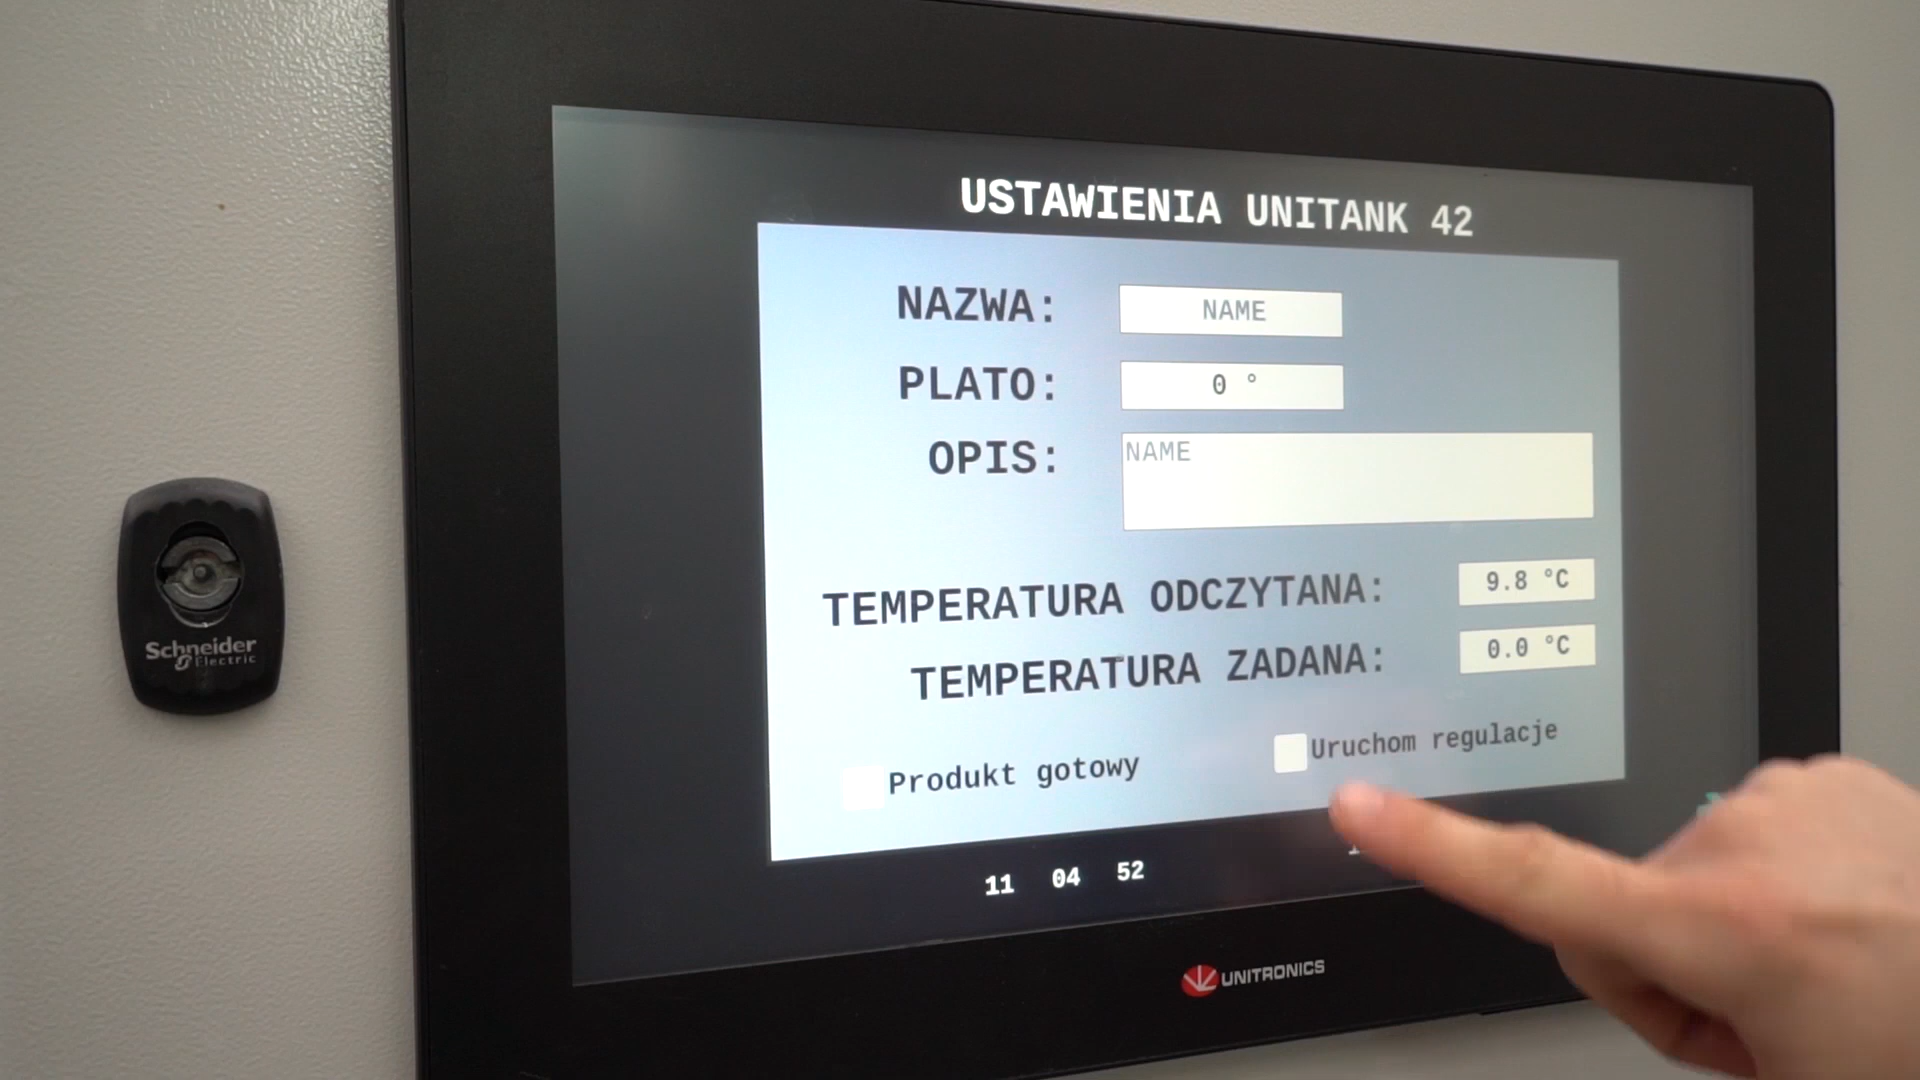 USTAWIENIA UNITANK 42
NAZWA: NAME
PLATO: 0 °
OPIS: NAME
TEMPERATURA ODCZYTANA: 9.8 °C
TEMPERATURA ZADANA: 0.0 °C
Produkt gotowy
Uruchom regulacje
11 04 52
UNITRONICS
Schneider
Electric